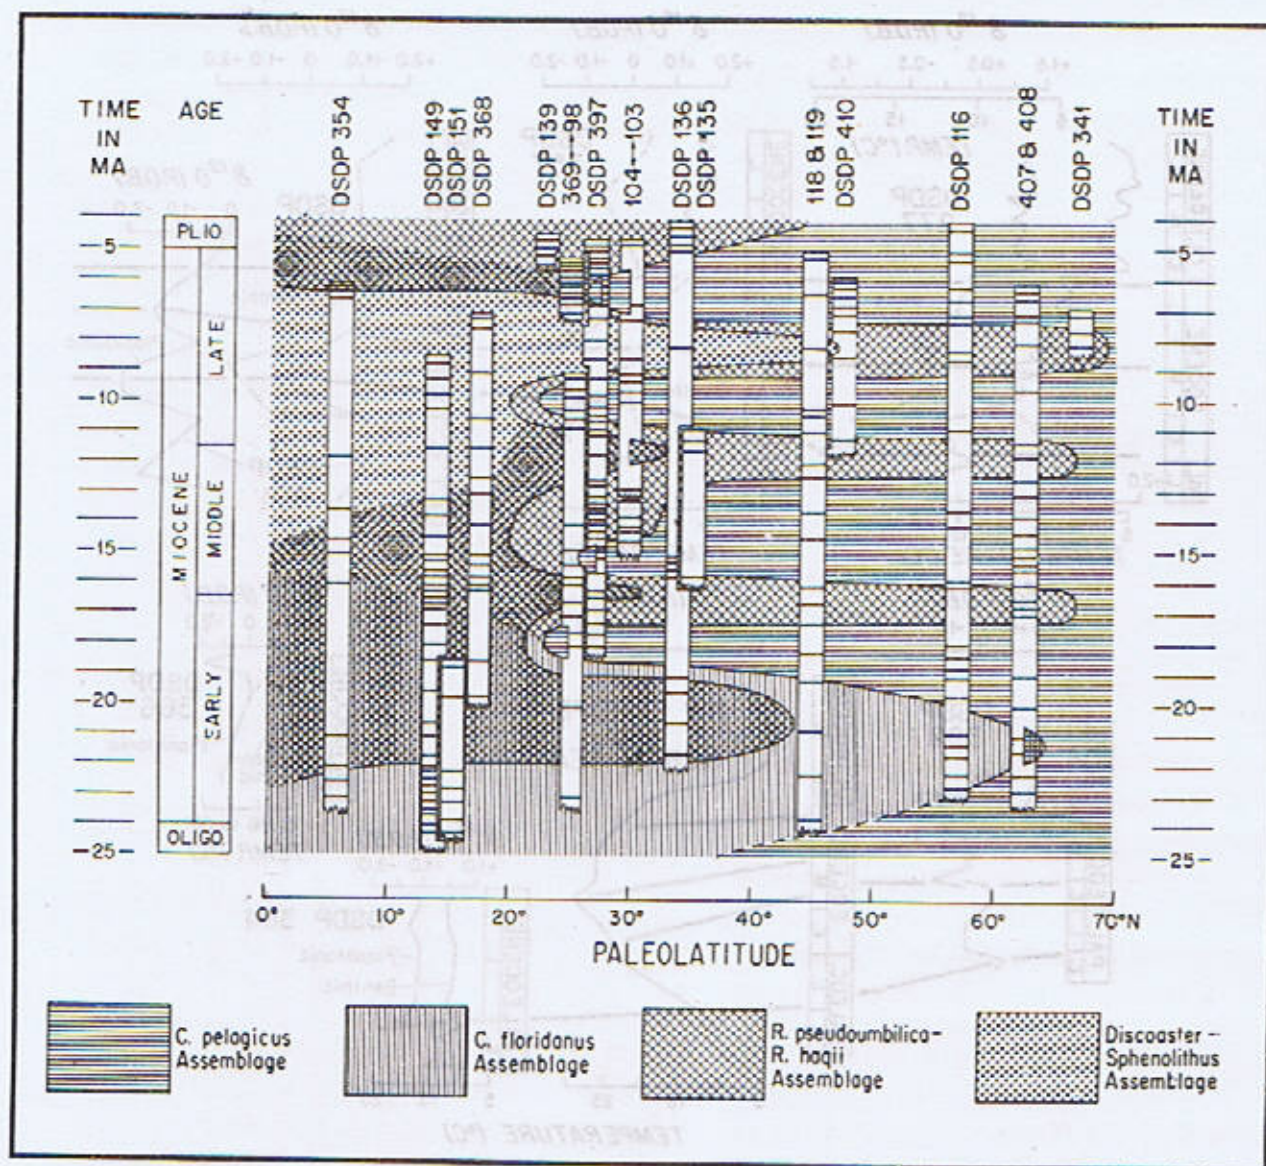 TIME
IN
MA
AGE
DSDP 354
DSDP 149
DSDP 151
DSDP 368
DSDP 139
369--98
DSDP 397
104--103
DSDP 136
DSDP 135
118 & 119
DSDP 410
DSDP 116
407 & 408
DSDP 341
TIME
IN
MA
PLIO
MIOCENE
LATE
MIDDLE
EARLY
OLIGO.
-5-
-10-
-15-
-20-
-25-
-5-
-10-
-15-
-20-
-25-
0° 10° 20° 30° 40° 50° 60° 70°N
PALEOLATITUDE
C. pelagicus
Assemblage
C. floridanus
Assemblage
R. pseudoumbilica-
R. haqii
Assemblage
Discoaster -
Sphenolithus
Assemblage
TEMPERATURE (°C)